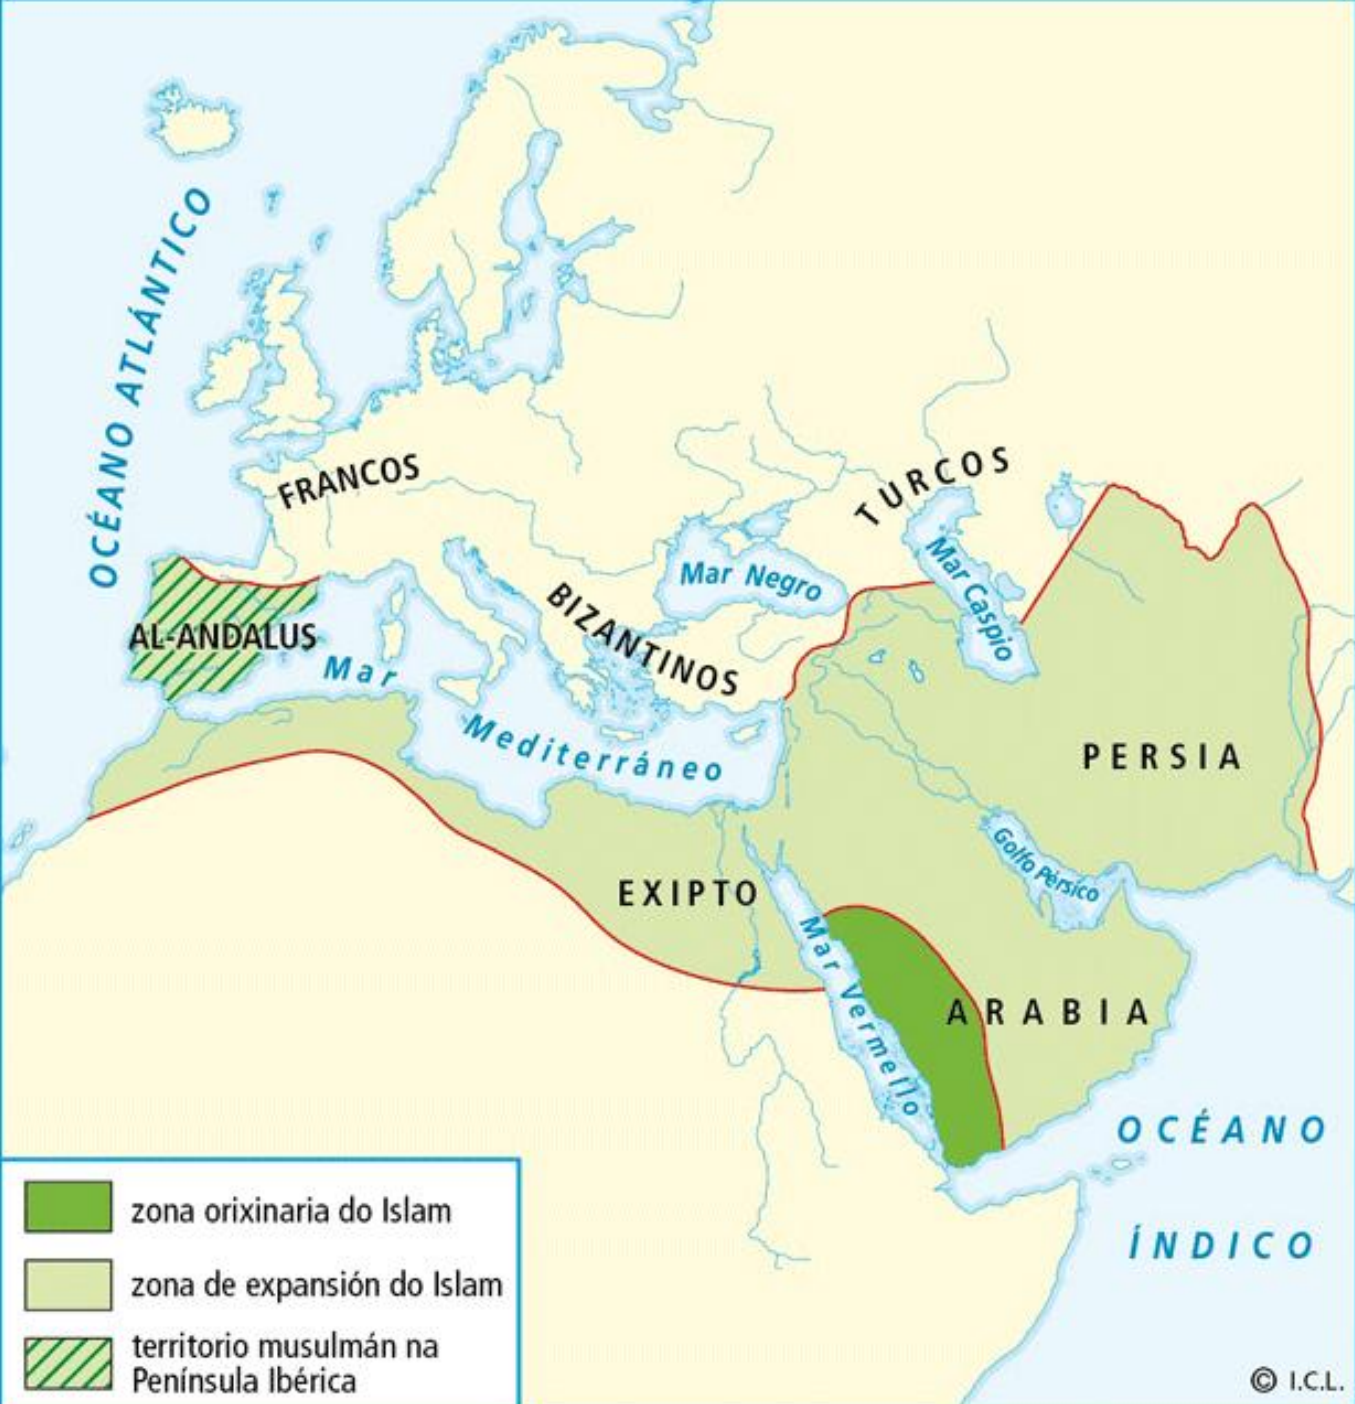 OCÉANO ATLÁNTICO
FRANCOS
TURCOS
Mar Negro
Mar Caspio
BIZANTINOS
AL-ANDALUS
Mar
Mediterráneo
PERSIA
Golfo Pérsico
EXIPTO
Mar Vermello
ARABIA
OCÉANO
ÍNDICO
zona orixinaria do Islam
zona de expansión do Islam
territorio musulmán na
Península Ibérica
© I.C.L.